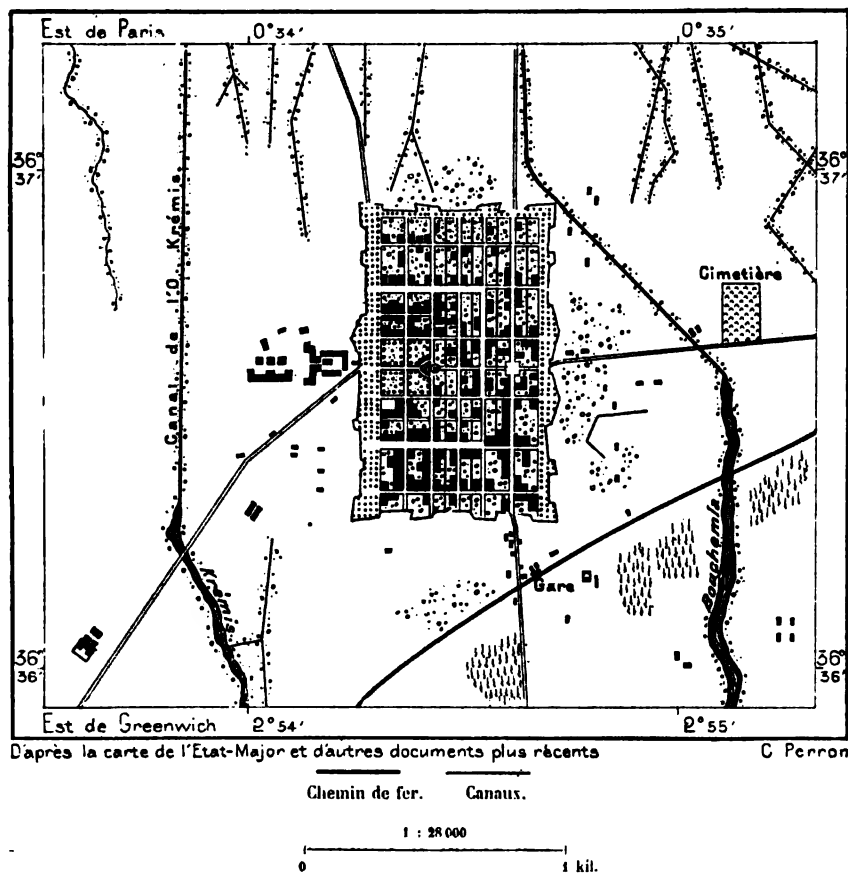 Est de Paris 0°34' 0°35'
36° 37' 36° 37'
Canal de l'O Krémis
Cimetière
Krémis
Gare
Boughemla
36° 36' 36° 36'
Est de Greenwich 2°54' 2°55'
D'après la carte de l'Etat-Major et d'autres documents plus récents C Perron
Chemin de fer. Canaux.
1 : 28 000
0 1 kil.